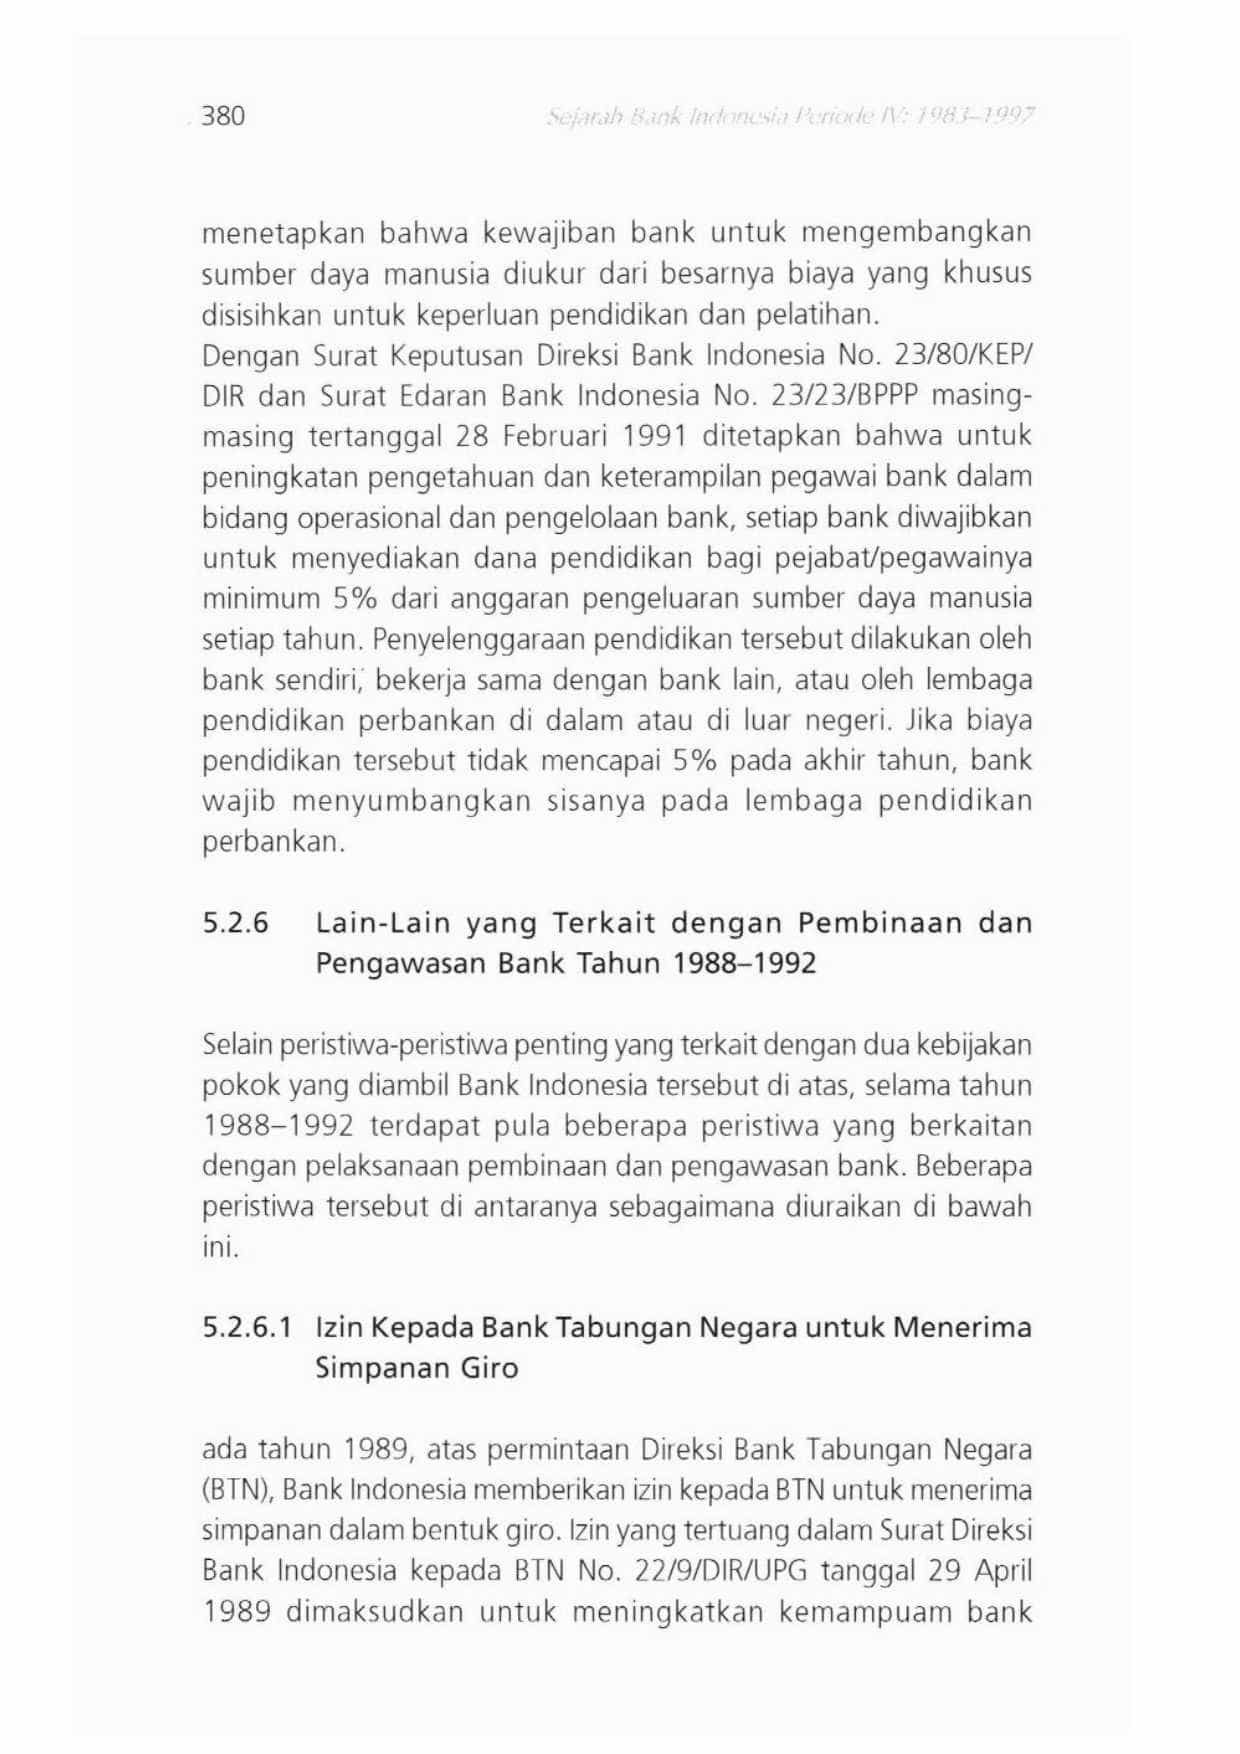 380
Sejarah Bank Indonesia Periode IV: 1983–1997
menetapkan bahwa kewajiban bank untuk mengembangkan
sumber daya manusia diukur dari besarnya biaya yang khusus
disisihkan untuk keperluan pendidikan dan pelatihan.
Dengan Surat Keputusan Direksi Bank Indonesia No. 23/80/KEP/
DIR dan Surat Edaran Bank Indonesia No. 23/23/BPPP masing-
masing tertanggal 28 Februari 1991 ditetapkan bahwa untuk
peningkatan pengetahuan dan keterampilan pegawai bank dalam
bidang operasional dan pengelolaan bank, setiap bank diwajibkan
untuk menyediakan dana pendidikan bagi pejabat/pegawainya
minimum 5% dari anggaran pengeluaran sumber daya manusia
setiap tahun. Penyelenggaraan pendidikan tersebut dilakukan oleh
bank sendiri, bekerja sama dengan bank lain, atau oleh lembaga
pendidikan perbankan di dalam atau di luar negeri. Jika biaya
pendidikan tersebut tidak mencapai 5% pada akhir tahun, bank
wajib menyumbangkan sisanya pada lembaga pendidikan
perbankan.
5.2.6 Lain-Lain yang Terkait dengan Pembinaan dan
Pengawasan Bank Tahun 1988–1992
Selain peristiwa-peristiwa penting yang terkait dengan dua kebijakan
pokok yang diambil Bank Indonesia tersebut di atas, selama tahun
1988–1992 terdapat pula beberapa peristiwa yang berkaitan
dengan pelaksanaan pembinaan dan pengawasan bank. Beberapa
peristiwa tersebut di antaranya sebagaimana diuraikan di bawah
ini.
5.2.6.1 Izin Kepada Bank Tabungan Negara untuk Menerima
Simpanan Giro
ada tahun 1989, atas permintaan Direksi Bank Tabungan Negara
(BTN), Bank Indonesia memberikan izin kepada BTN untuk menerima
simpanan dalam bentuk giro. Izin yang tertuang dalam Surat Direksi
Bank Indonesia kepada BTN No. 22/9/DIR/UPG tanggal 29 April
1989 dimaksudkan untuk meningkatkan kemampuam bank